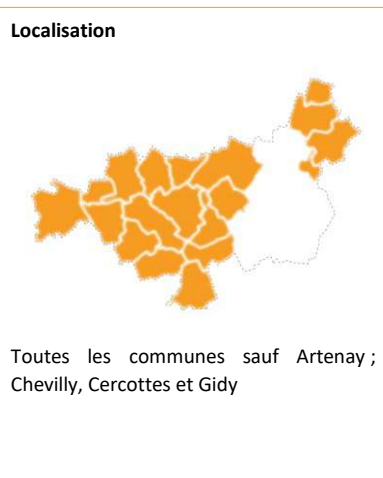 Localisation
Toutes les communes sauf Artenay ;
Chevilly, Cercottes et Gidy